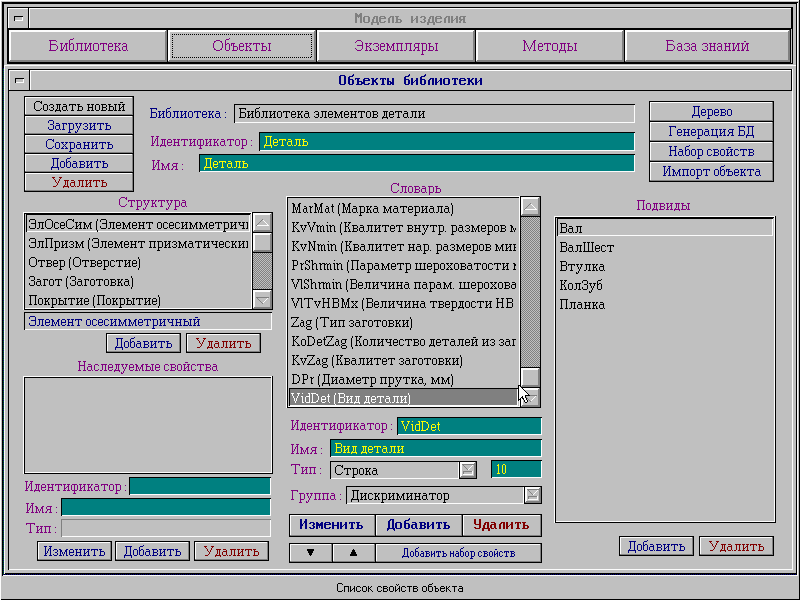 Модель изделия
Библиотека Объекты Экземпляры Методы База знаний
Объекты библиотеки
Создать новый
Загрузить
Сохранить
Добавить
Удалить
Библиотека: Библиотека элементов детали
Идентификатор: Деталь
Имя: Деталь
Дерево
Генерация БД
Набор свойств
Импорт объекта
Структура
ЭлОсеСим (Элемент осесимметричн
ЭлПризм (Элемент призматически
Отвер (Отверстие)
Загот (Заготовка)
Покрытие (Покрытие)
Элемент осесимметричный
Добавить Удалить
Наследуемые свойства
Идентификатор:
Имя:
Тип:
Изменить Добавить Удалить
Словарь
MarMat (Марка материала)
KvVmin (Квалитет внутр. размеров м
KvNmin (Квалитет нар. размеров мин
PrShrmin (Параметр шероховатости м
VlShrmin (Величина парам. шерохова
VlTvHBMx (Величина твердости HB
Zag (Тип заготовки)
KoDetZag (Количество деталей из заг
KvZag (Квалитет заготовки)
DPr (Диаметр прутка, мм)
VidDet (Вид детали)
Идентификатор: VidDet
Имя: Вид детали
Тип: Строка 10
Группа: Дискриминатор
Изменить Добавить Удалить
▼ ▲ Добавить набор свойств
Подвиды
Вал
ВалШест
Втулка
КолЗуб
Планка
Добавить Удалить
Список свойств объекта